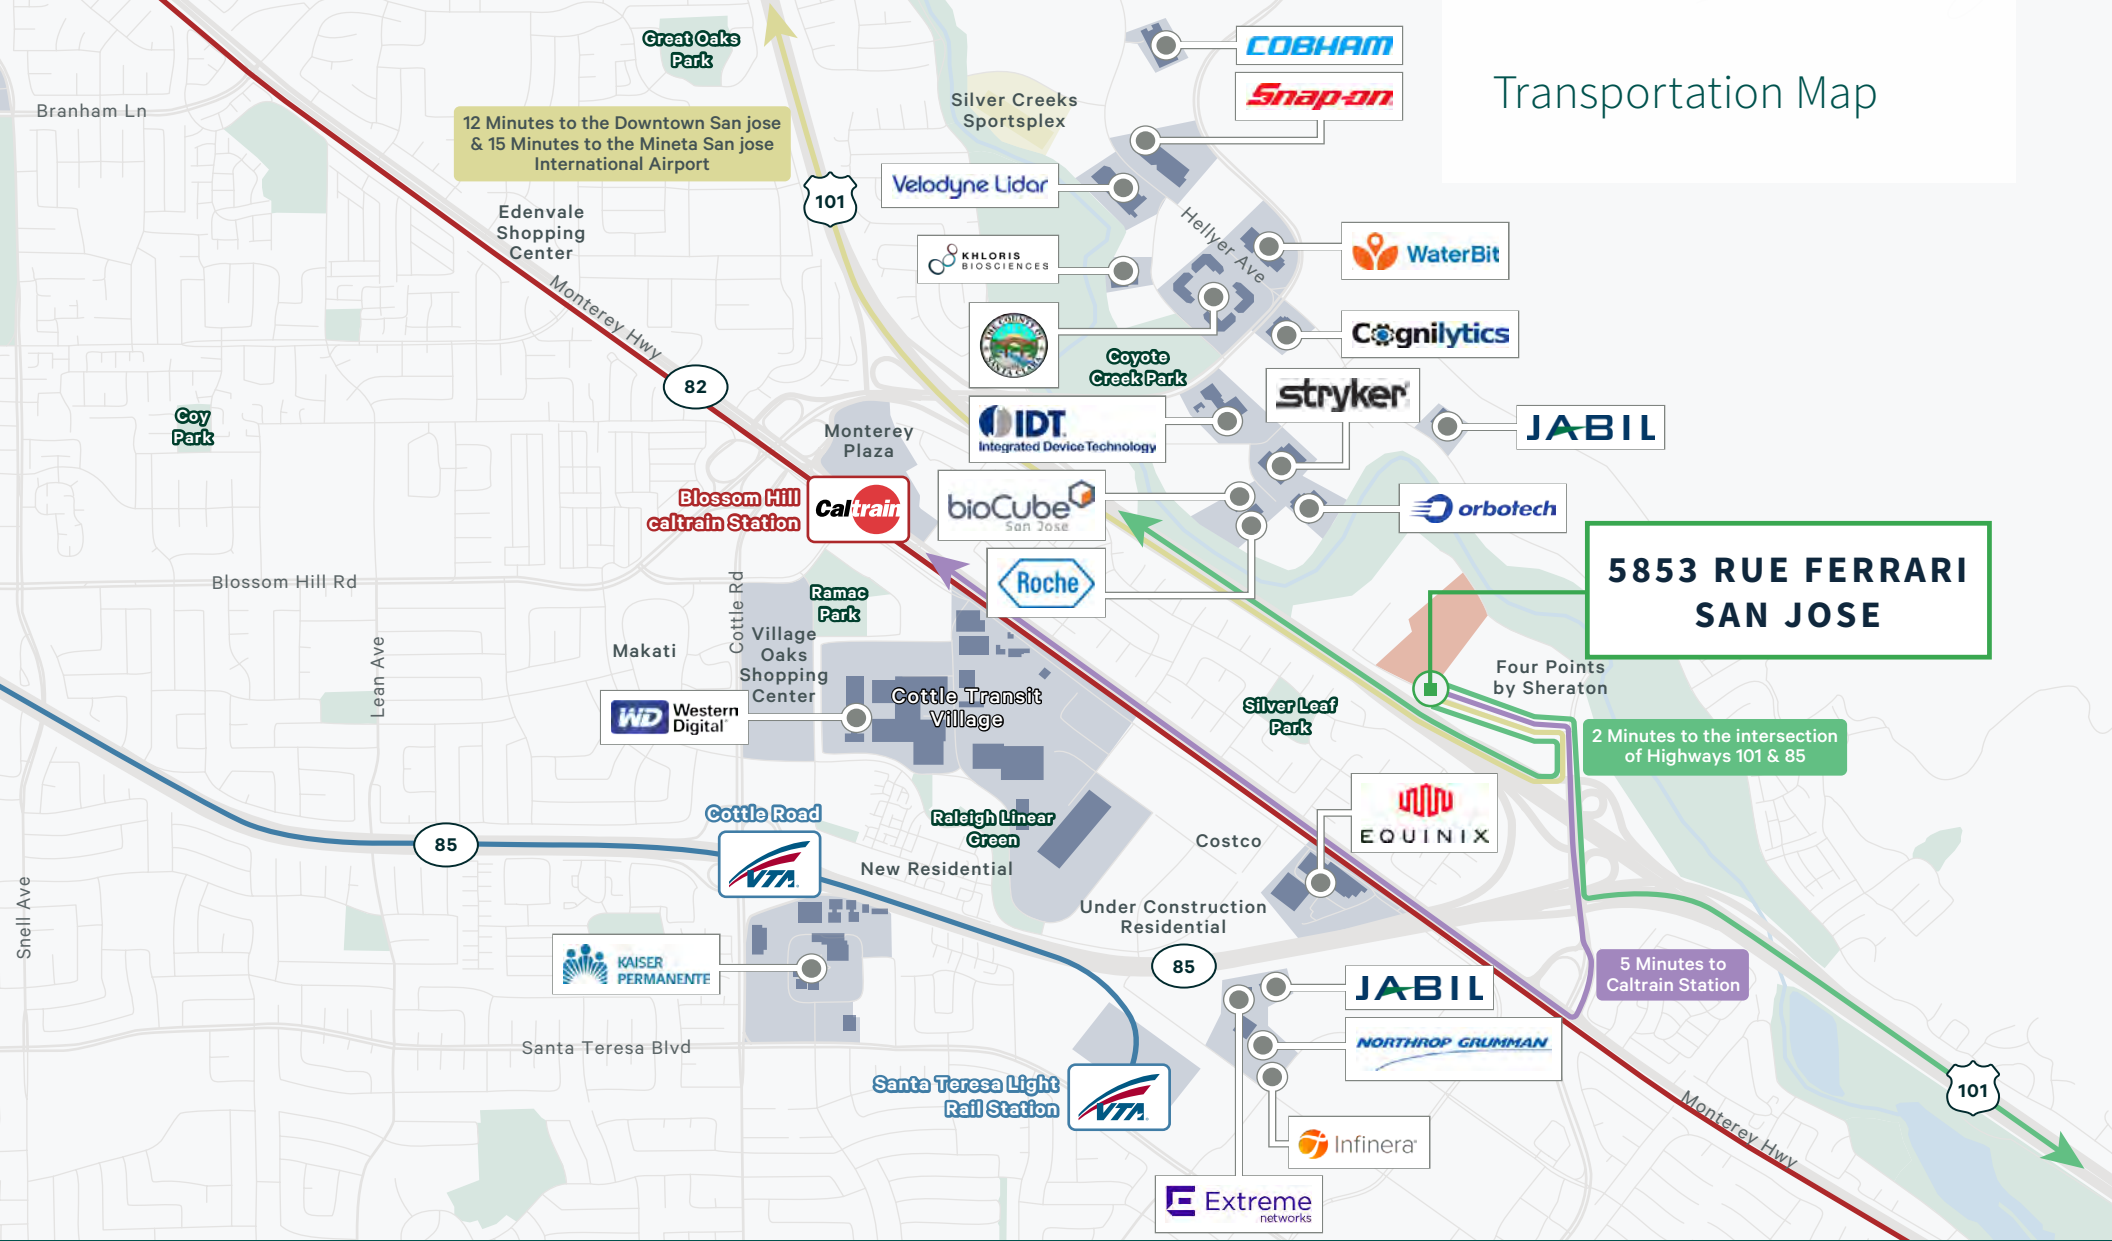 Transportation Map
Great Oaks
Park
COBHAM
Snap-on
Branham Ln
Silver Creeks
Sportsplex
12 Minutes to the Downtown San jose
& 15 Minutes to the Mineta San jose
International Airport
101
Velodyne Lidar
Edenvale
Shopping
Center
Hellyer Ave
WaterBit
KHLORIS
BIOSCIENCES
Monterey Hwy
THE COUNTY OF
SANTA CLARA
Cognilytics
Coyote
Creek Park
82
stryker
Coy
Park
IDT
Integrated Device Technology
JABIL
Monterey
Plaza
Blossom Hill
caltrain Station
Caltrain
bioCube
San Jose
orbotech
5853 RUE FERRARI
SAN JOSE
Roche
Blossom Hill Rd
Cottle Rd
Ramac
Park
Village
Oaks
Shopping
Center
Makati
Lean Ave
Four Points
by Sheraton
Cottle Transit
Village
WD
Western
Digital
Silver Leaf
Park
2 Minutes to the intersection
of Highways 101 & 85
EQUINIX
Cottle Road
VTA
85
Raleigh Linear
Green
Costco
New Residential
Snell Ave
Under Construction
Residential
85
KAISER
PERMANENTE
5 Minutes to
Caltrain Station
JABIL
NORTHROP GRUMMAN
Santa Teresa Blvd
Santa Teresa Light
Rail Station
VTA
101
Monterey Hwy
Infinera
Extreme
networks